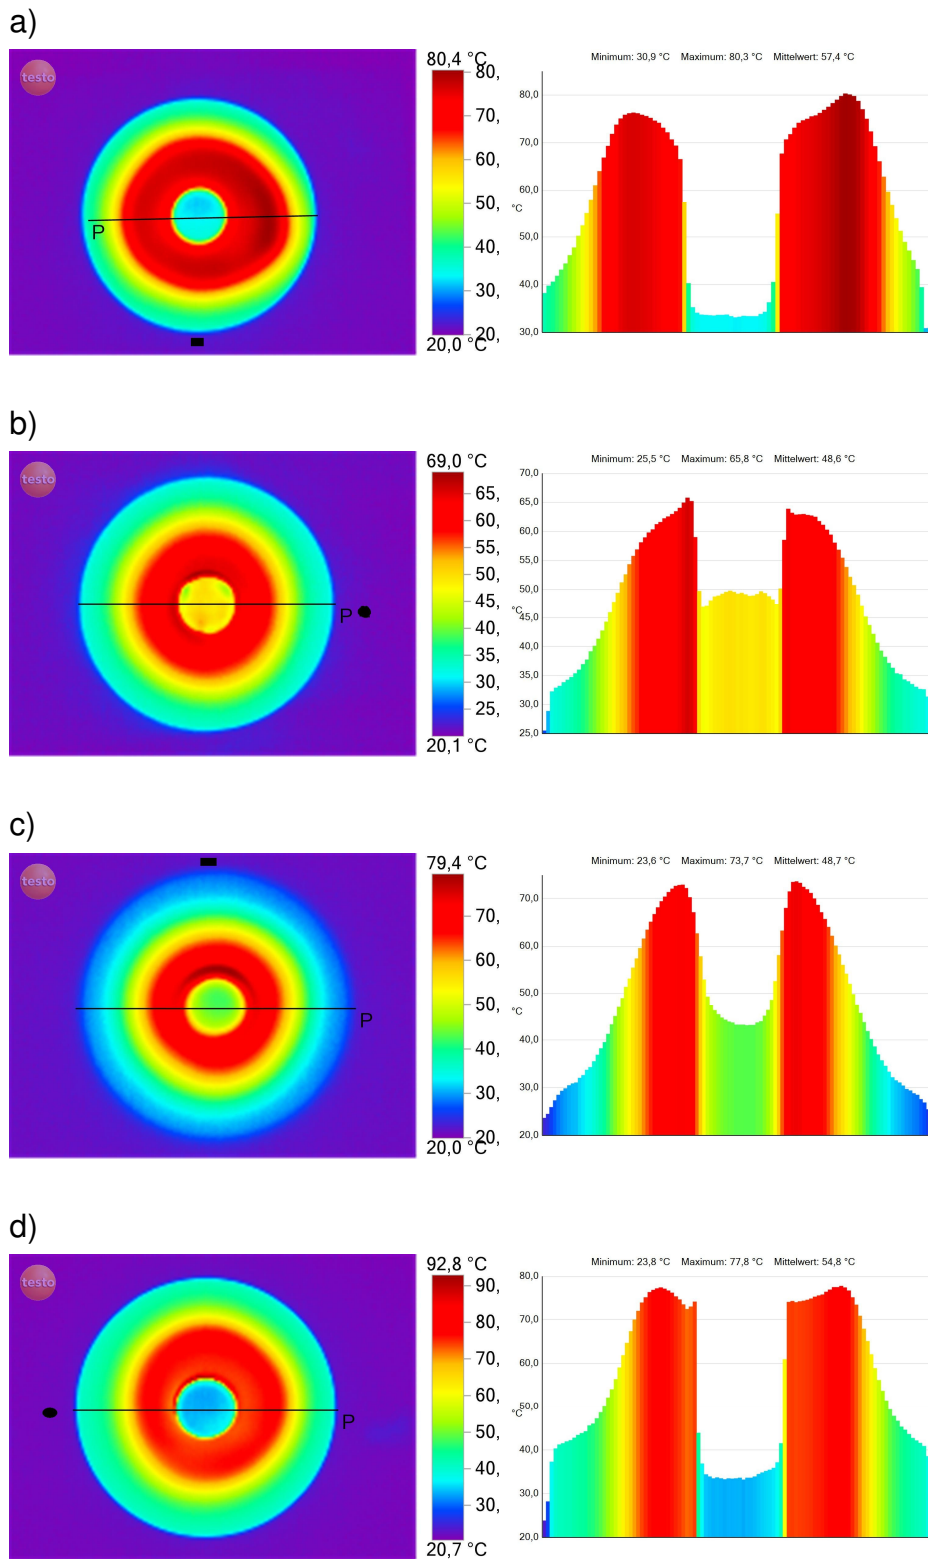 a)
testo
P
80,4 °C
80,
70,
60,
50,
40,
30,
20,
20,0 °C
Minimum: 30,9 °C Maximum: 80,3 °C Mittelwert: 57,4 °C
80,0
70,0
60,0
°C
50,0
40,0
30,0
b)
testo
P
69,0 °C
65,
60,
55,
50,
45,
40,
35,
30,
25,
20,1 °C
Minimum: 25,5 °C Maximum: 65,8 °C Mittelwert: 48,6 °C
70,0
65,0
60,0
55,0
50,0
°C
45,0
40,0
35,0
30,0
25,0
c)
testo
P
79,4 °C
70,
60,
50,
40,
30,
20,
20,0 °C
Minimum: 23,6 °C Maximum: 73,7 °C Mittelwert: 48,7 °C
70,0
60,0
50,0
°C
40,0
30,0
20,0
d)
testo
P
92,8 °C
90,
80,
70,
60,
50,
40,
30,
20,7 °C
Minimum: 23,8 °C Maximum: 77,8 °C Mittelwert: 54,8 °C
80,0
70,0
60,0
50,0
°C
40,0
30,0
20,0